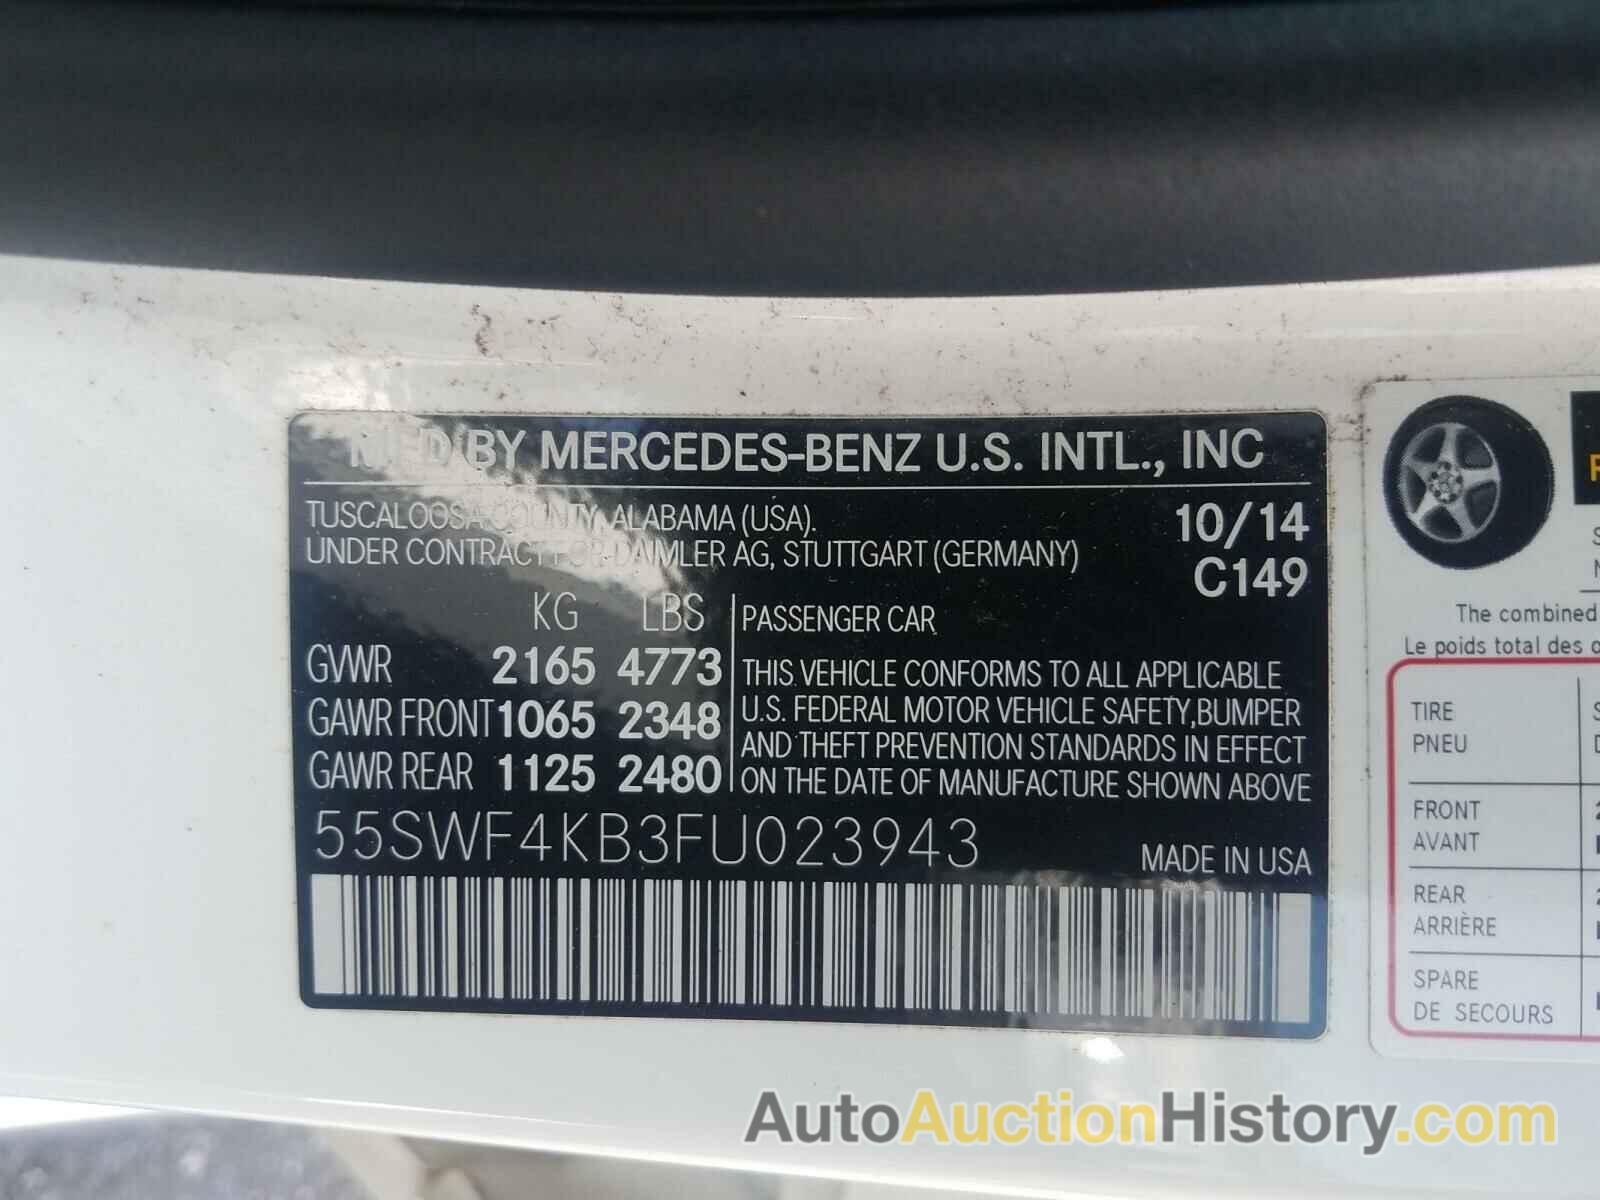 MFD BY MERCEDES-BENZ U.S. INTL., INC
TUSCALOOSA COUNTY, ALABAMA (USA).
UNDER CONTRACT FOR DAIMLER AG, STUTTGART (GERMANY)
10/14
C149
KG LBS
GVWR 2165 4773
GAWR FRONT 1065 2348
GAWR REAR 1125 2480
PASSENGER CAR
THIS VEHICLE CONFORMS TO ALL APPLICABLE
U.S. FEDERAL MOTOR VEHICLE SAFETY, BUMPER
AND THEFT PREVENTION STANDARDS IN EFFECT
ON THE DATE OF MANUFACTURE SHOWN ABOVE
55SWF4KB3FU023943
MADE IN USA
The combined
Le poids total des
TIRE
PNEU
FRONT
AVANT
REAR
ARRIÈRE
SPARE
DE SECOURS
AutoAuctionHistory.com